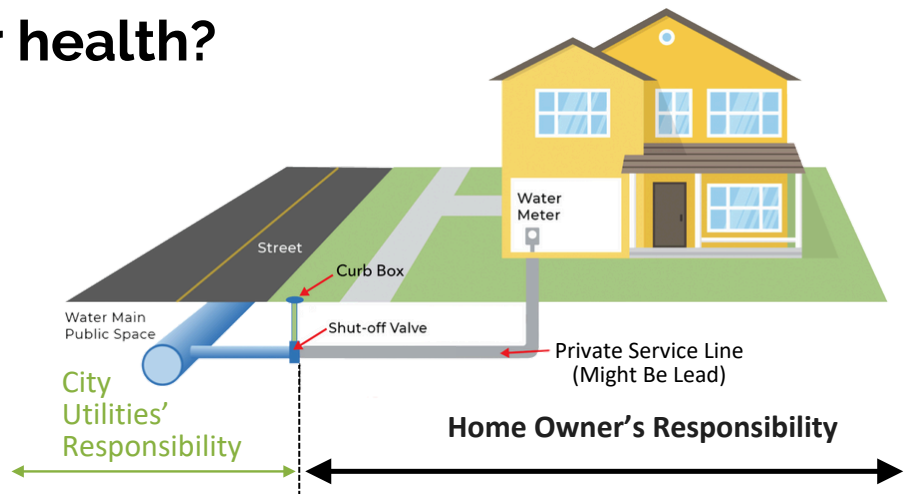 r health?
Water
Meter
Street
Curb Box
Water Main
Public Space
Shut-off Valve
Private Service Line
(Might Be Lead)
City
Utilities’
Responsibility
Home Owner’s Responsibility